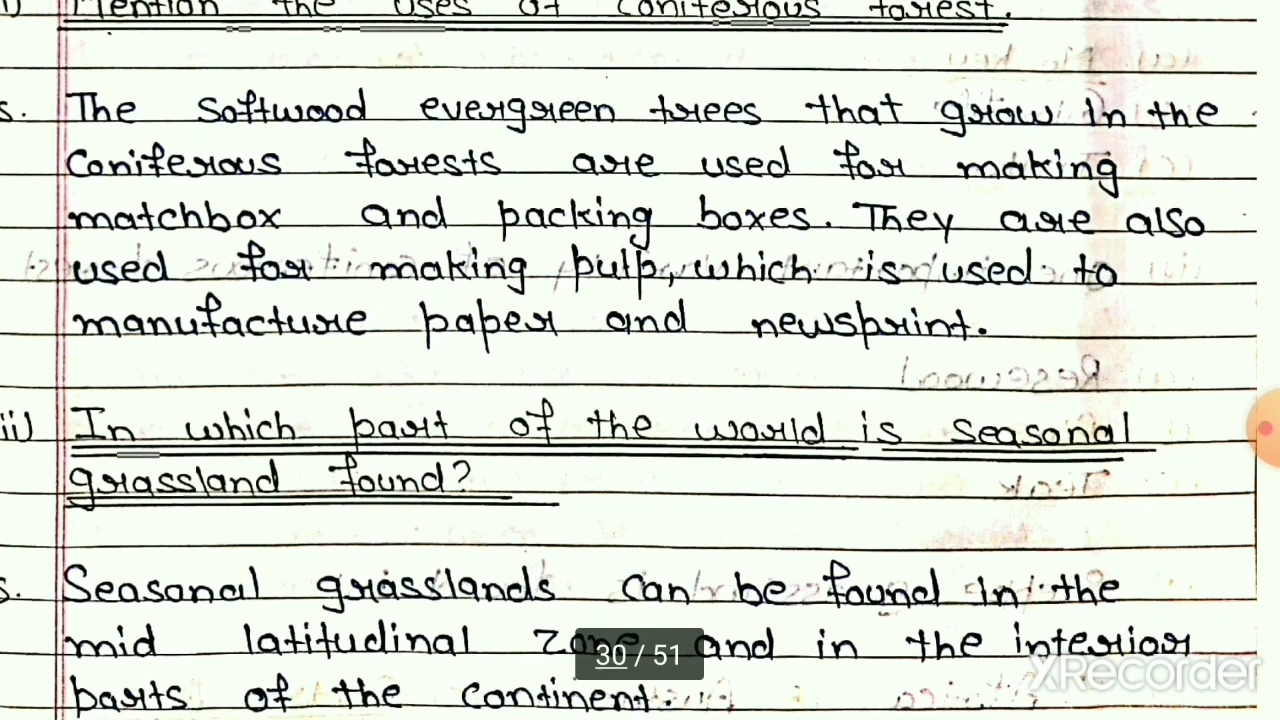 i) Mention the uses of coniferous forest.
s. The softwood evergreen trees that grow in the
coniferous forests are used for making
matchbox and packing boxes. They are also
used for making pulp, which is used to
manufacture paper and newsprint.
ii) In which part of the world is seasonal
grassland found?
s. Seasonal grasslands can be found in the
mid latitudinal zone and in the interior
parts of the continent.
30 / 51
XRecorder